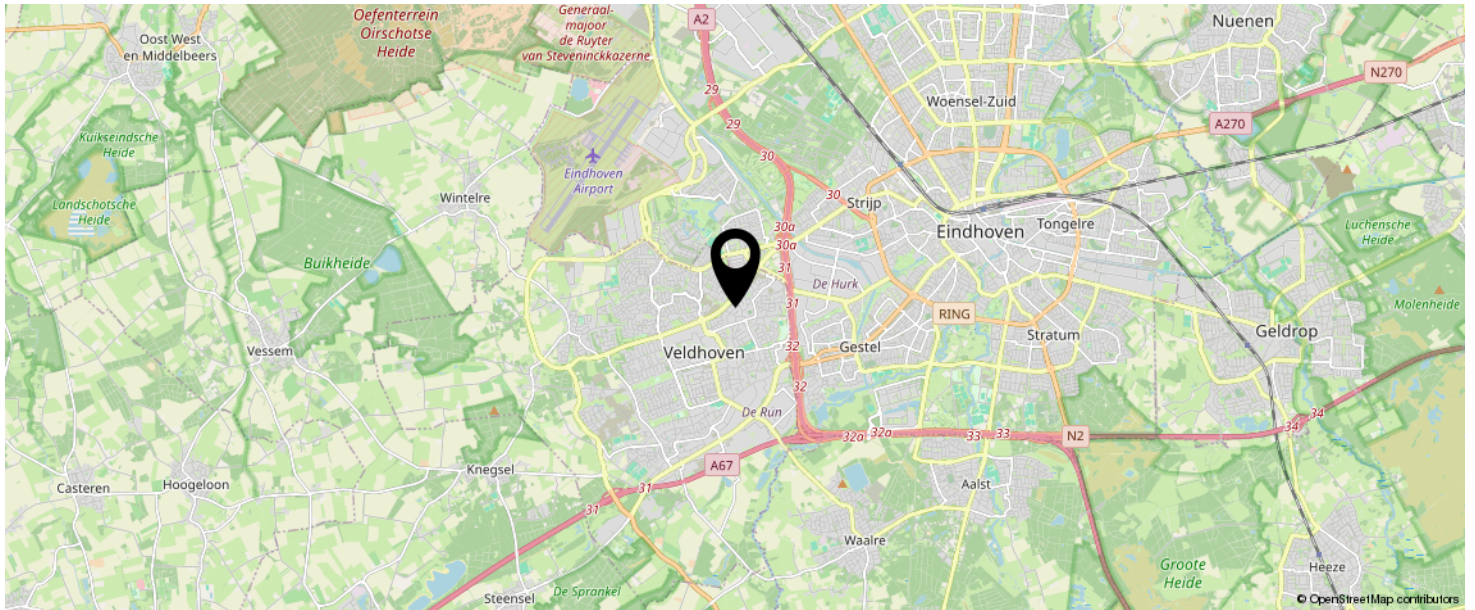 Oefenterrein
Oirschotse
Heide
Generaal-
majoor
de Ruyter
van Steveninckkazerne
A2
Nuenen
Oost West
en Middelbeers
N270
29
Woensel-Zuid
A270
29
Kuikseindsche
Heide
30
Eindhoven
Airport
Landschotsche
Heide
Wintelre
30
Strijp
Tongelre
Eindhoven
30a
30a
Luchensche
Heide
Buikheide
31
De Hurk
31
Molenheide
RING
Geldrop
Stratum
Vessem
Veldhoven
32
Gestel
32
De Run
34
34
32a
32a
33
33
N2
A67
Knegsel
Casteren
Hoogeloon
31
31
Aalst
Waalre
Groote
Heide
Heeze
De Sprankel
Steensel
© OpenStreetMap contributors